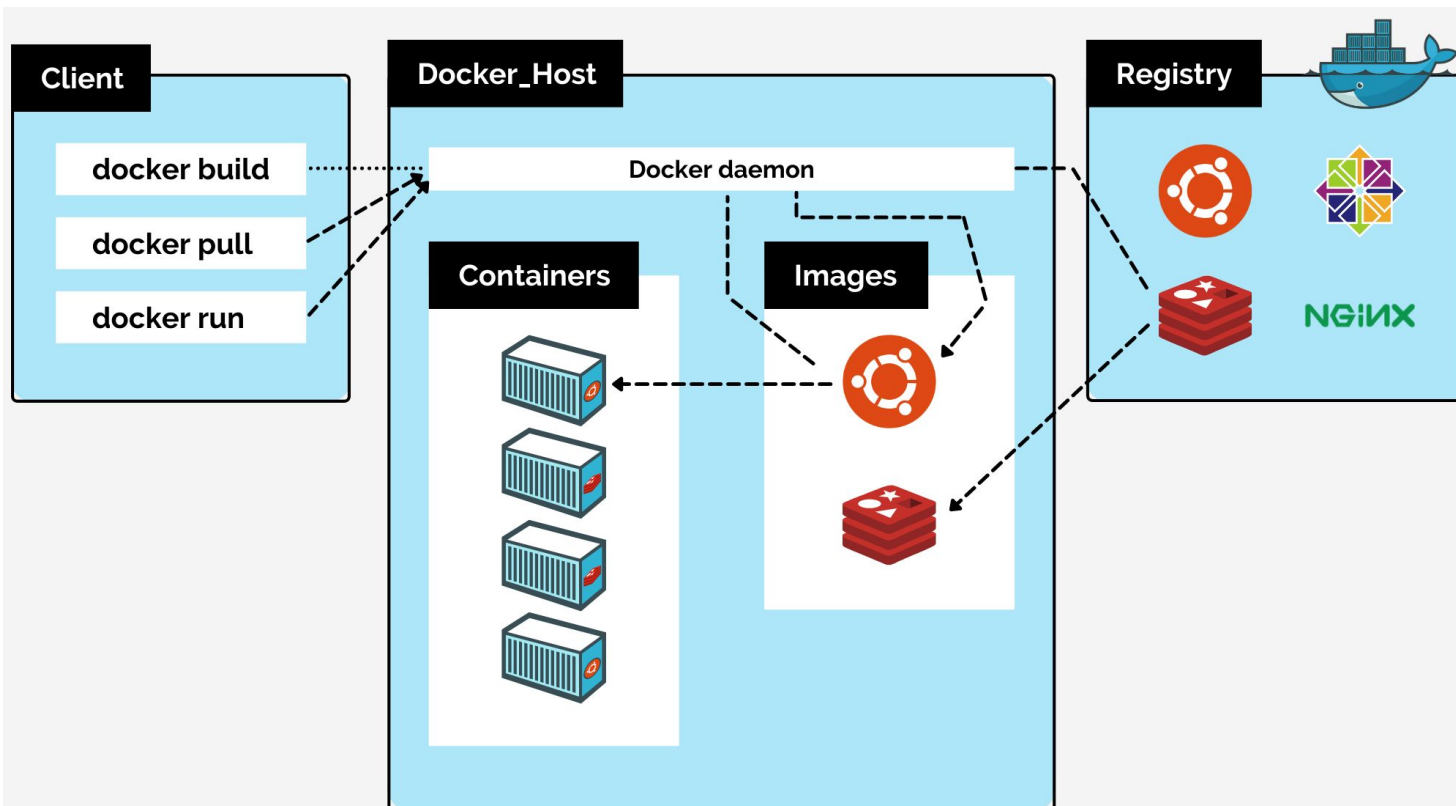 Client
docker build
docker pull
docker run
Docker_Host
Docker daemon
Containers
Images
Registry
NGiNX